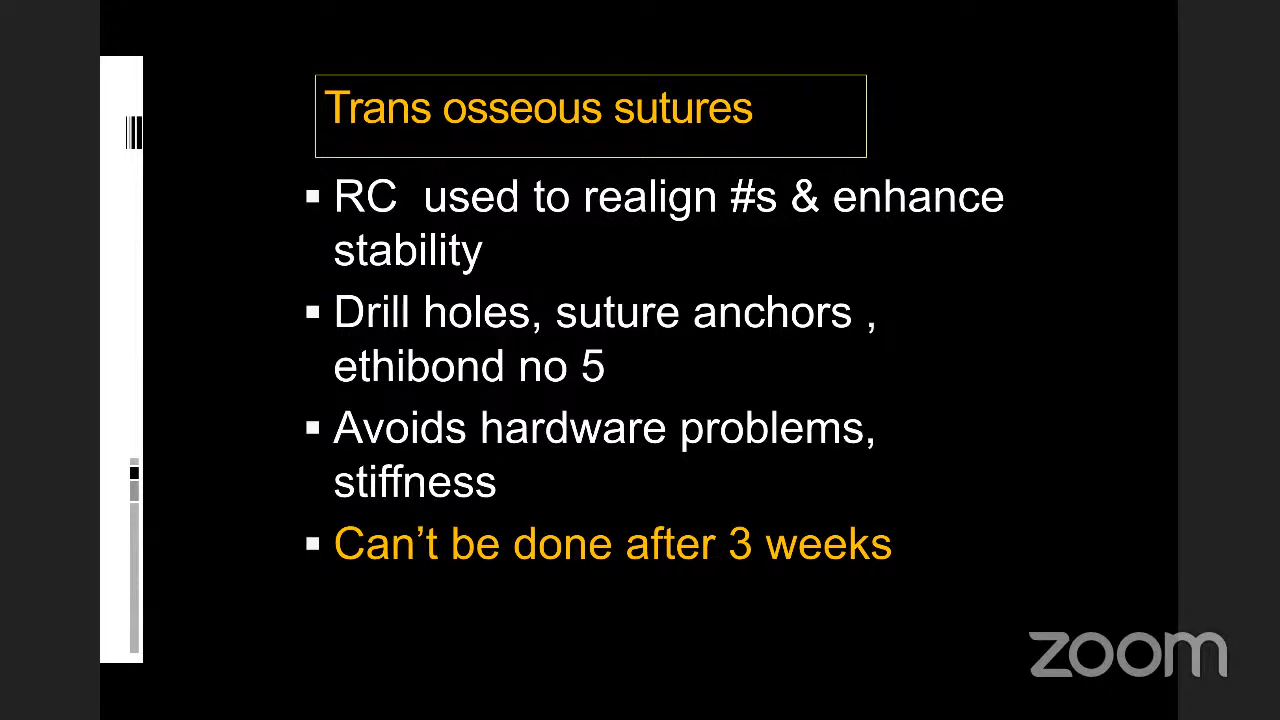 Trans osseous sutures
▪ RC used to realign #s & enhance
stability
▪ Drill holes, suture anchors ,
ethibond no 5
▪ Avoids hardware problems,
stiffness
▪ Can’t be done after 3 weeks
zoom